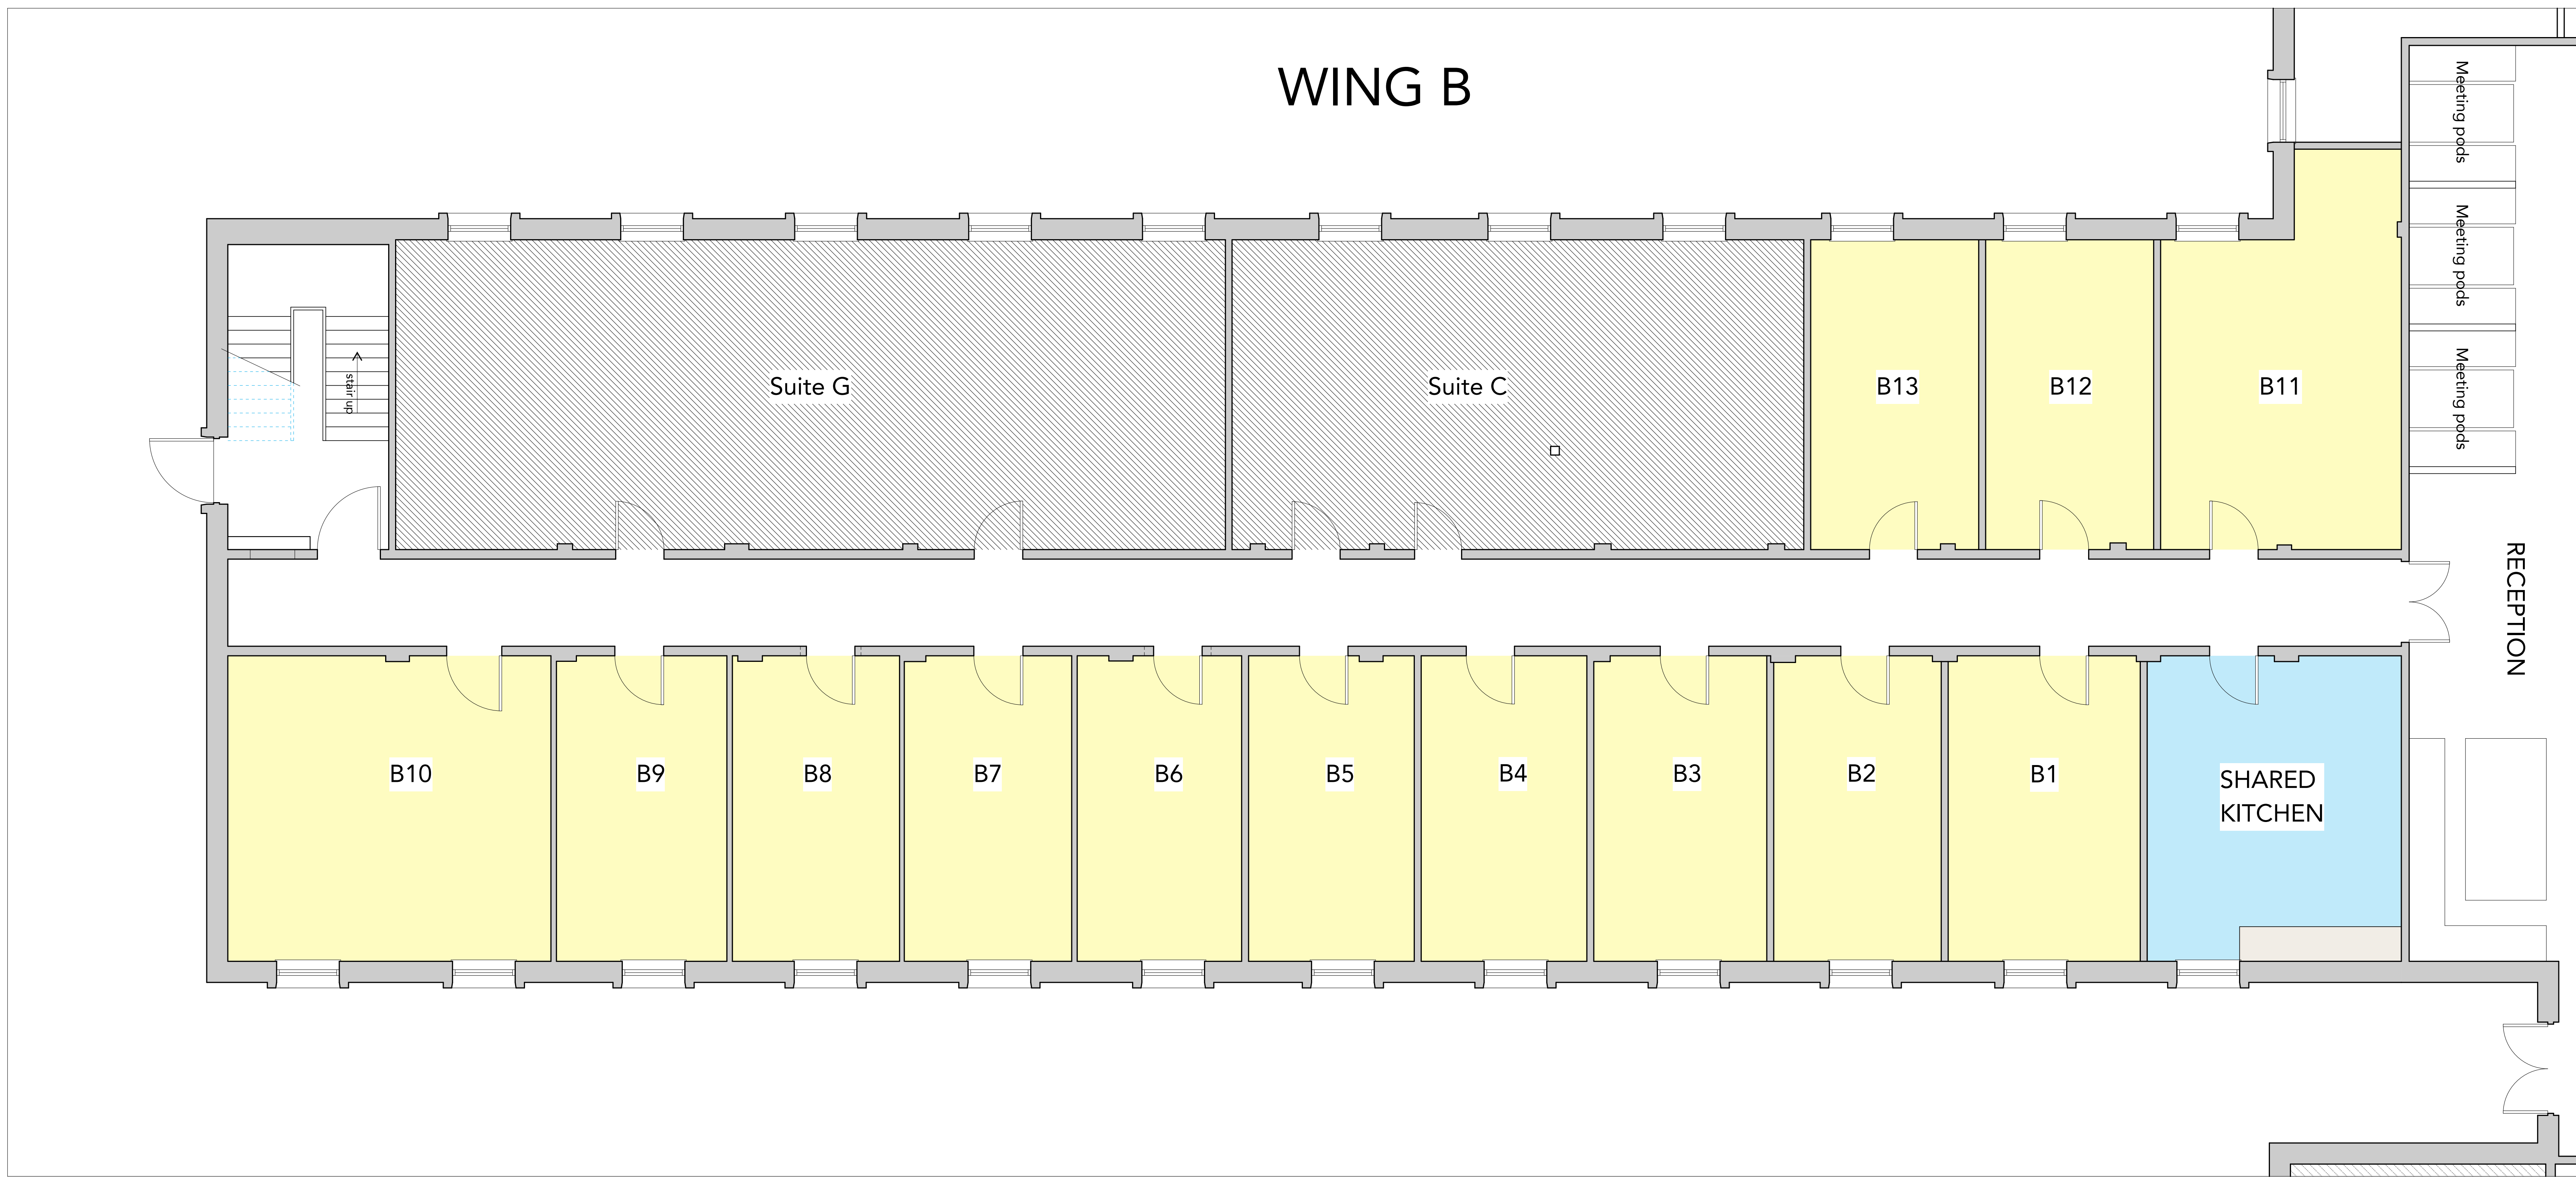 WING B
Meeting pods
Meeting pods
Meeting pods
stair up
Suite G
Suite C
B13
B12
B11
RECEPTION
B10
B9
B8
B7
B6
B5
B4
B3
B2
B1
SHARED
KITCHEN